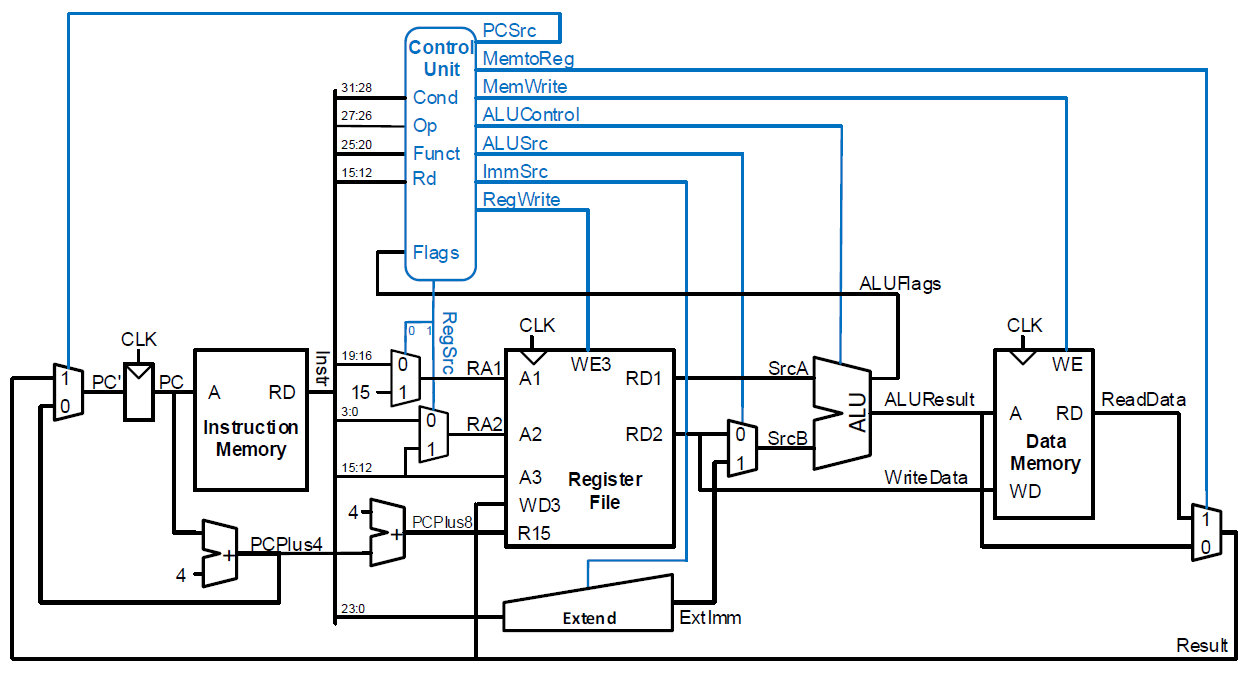 PCSrc
Control
Unit
MemtoReg
MemWrite
31:28
Cond
ALUControl
27:26
Op
ALUSrc
25:20
Funct
ImmSrc
15:12
Rd
RegWrite
Flags
ALUFlags
0 1
RegSrc
CLK
CLK
CLK
Instr
19:16
0
RA1
A1
WE3
RD1
SrcA
WE
1
0
PC'
PC
A
RD
15
1
Instruction
Memory
3:0
0
RA2
A2
RD2
0
SrcB
ALU
ALUResult
A
RD
ReadData
1
1
Data
Memory
15:12
A3
Register
File
WriteData
WD
4
PCPlus8
WD3
R15
1
0
+
+
PCPlus4
4
23:0
Extend
ExtImm
Result